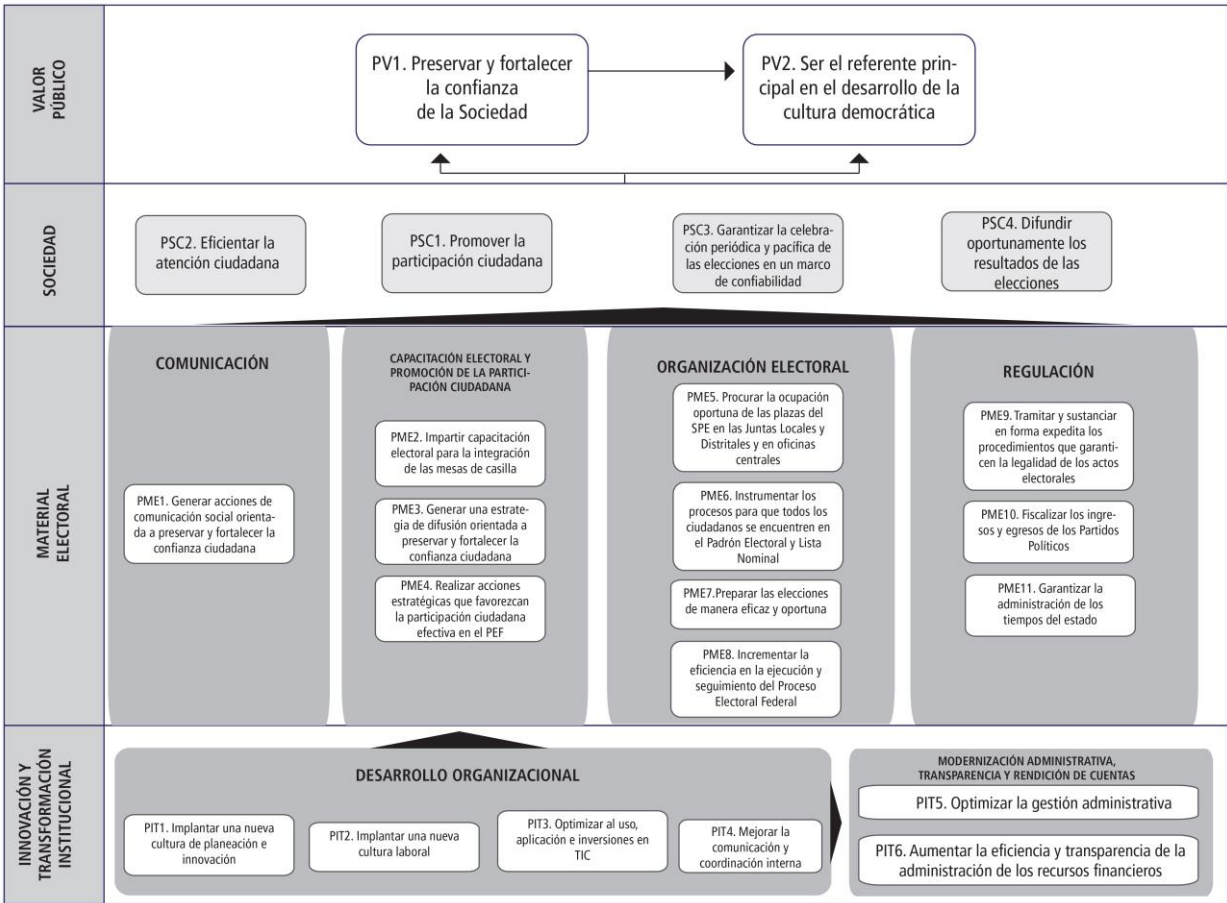 VALOR
PÚBLICO
PV1. Preservar y fortalecer
la confianza
de la Sociedad
PV2. Ser el referente prin-
cipal en el desarrollo de la
cultura democrática
SOCIEDAD
PSC2. Eficientar la
atención ciudadana
PSC1. Promover la
participación ciudadana
PSC3. Garantizar la celebra-
ción periódica y pacífica de
las elecciones en un marco
de confiabilidad
PSC4. Difundir
oportunamente los
resultados de las
elecciones
MATERIAL
ELECTORAL
COMUNICACIÓN
PME1. Generar acciones de
comunicación social orienta-
da a preservar y fortalecer la
confianza ciudadana
CAPACITACIÓN ELECTORAL Y
PROMOCIÓN DE LA PARTICI-
PACIÓN CIUDADANA
PME2. Impartir capacitación
electoral para la integración
de las mesas de casilla
PME3. Generar una estrate-
gia de difusión orientada a
preservar y fortalecer la
confianza ciudadana
PME4. Realizar acciones
estratégicas que favorezcan
la participación ciudadana
efectiva en el PEF
ORGANIZACIÓN ELECTORAL
PME5. Procurar la ocupación
oportuna de las plazas del
SPE en las Juntas Locales y
Distritales y en oficinas
centrales
PME6. Instrumentar los
procesos para que todos los
ciudadanos se encuentren en
el Padrón Electoral y Lista
Nominal
PME7.Preparar las elecciones
de manera eficaz y oportuna
PME8. Incrementar la
eficiencia en la ejecución y
seguimiento del Proceso
Electoral Federal
REGULACIÓN
PME9. Tramitar y sustanciar
en forma expedita los
procedimientos que garanti-
cen la legalidad de los actos
electorales
PME10. Fiscalizar los ingre-
sos y egresos de los Partidos
Políticos
PME11. Garantizar la
administración de los
tiempos del estado
INNOVACIÓN Y
TRANSFORMACIÓN
INSTITUCIONAL
DESARROLLO ORGANIZACIONAL
PIT1. Implantar una nueva
cultura de planeación e
innovación
PIT2. Implantar una nueva
cultura laboral
PIT3. Optimizar al uso,
aplicación e inversiones en
TIC
PIT4. Mejorar la
comunicación y
coordinación interna
MODERNIZACIÓN ADMINISTRATIVA,
TRANSPARENCIA Y RENDICIÓN DE CUENTAS
PIT5. Optimizar la gestión administrativa
PIT6. Aumentar la eficiencia y transparencia de la
administración de los recursos financieros